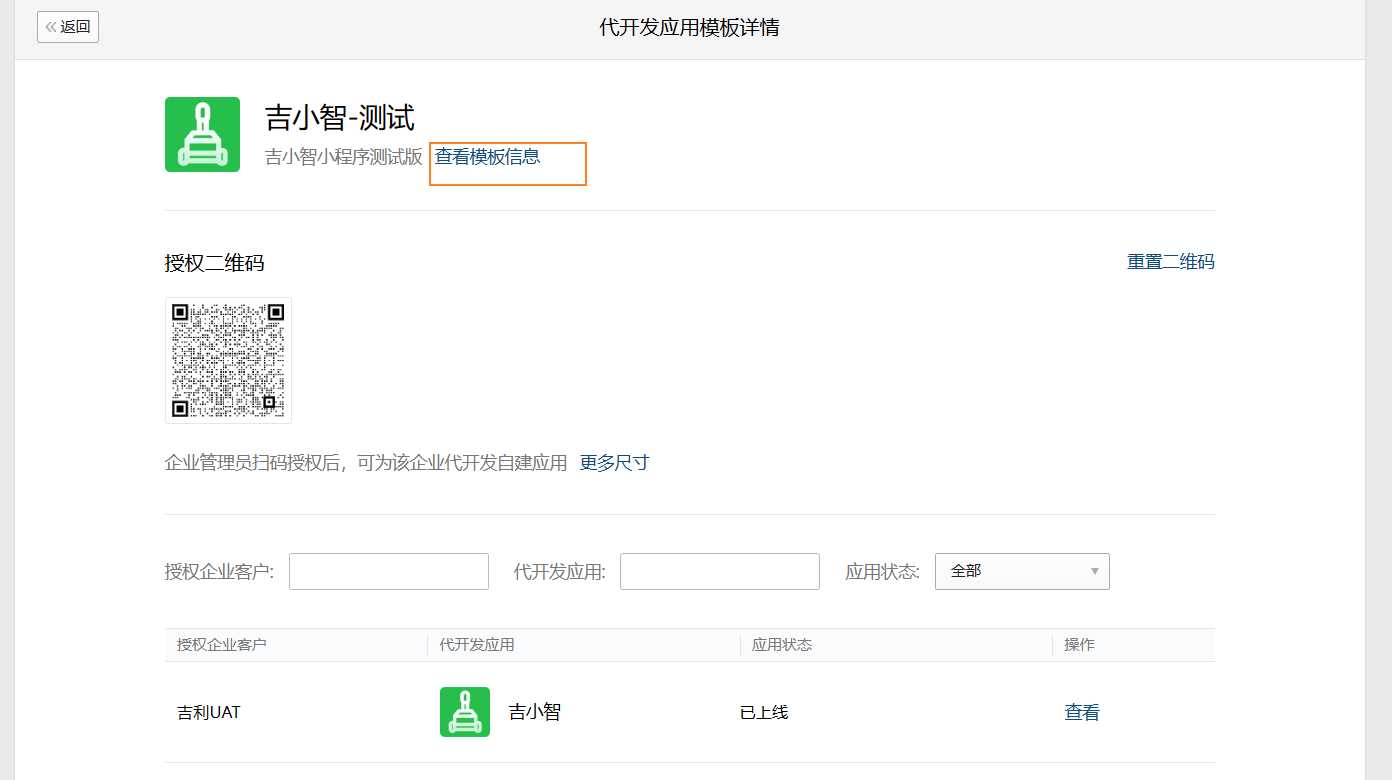 返回
代开发应用模板详情
吉小智-测试
吉小智小程序测试版 查看模板信息
授权二维码
重置二维码
企业管理员扫码授权后，可为该企业代开发自建应用 更多尺寸
授权企业客户: 代开发应用: 应用状态: 全部
授权企业客户 代开发应用 应用状态 操作
吉利UAT 吉小智 已上线 查看